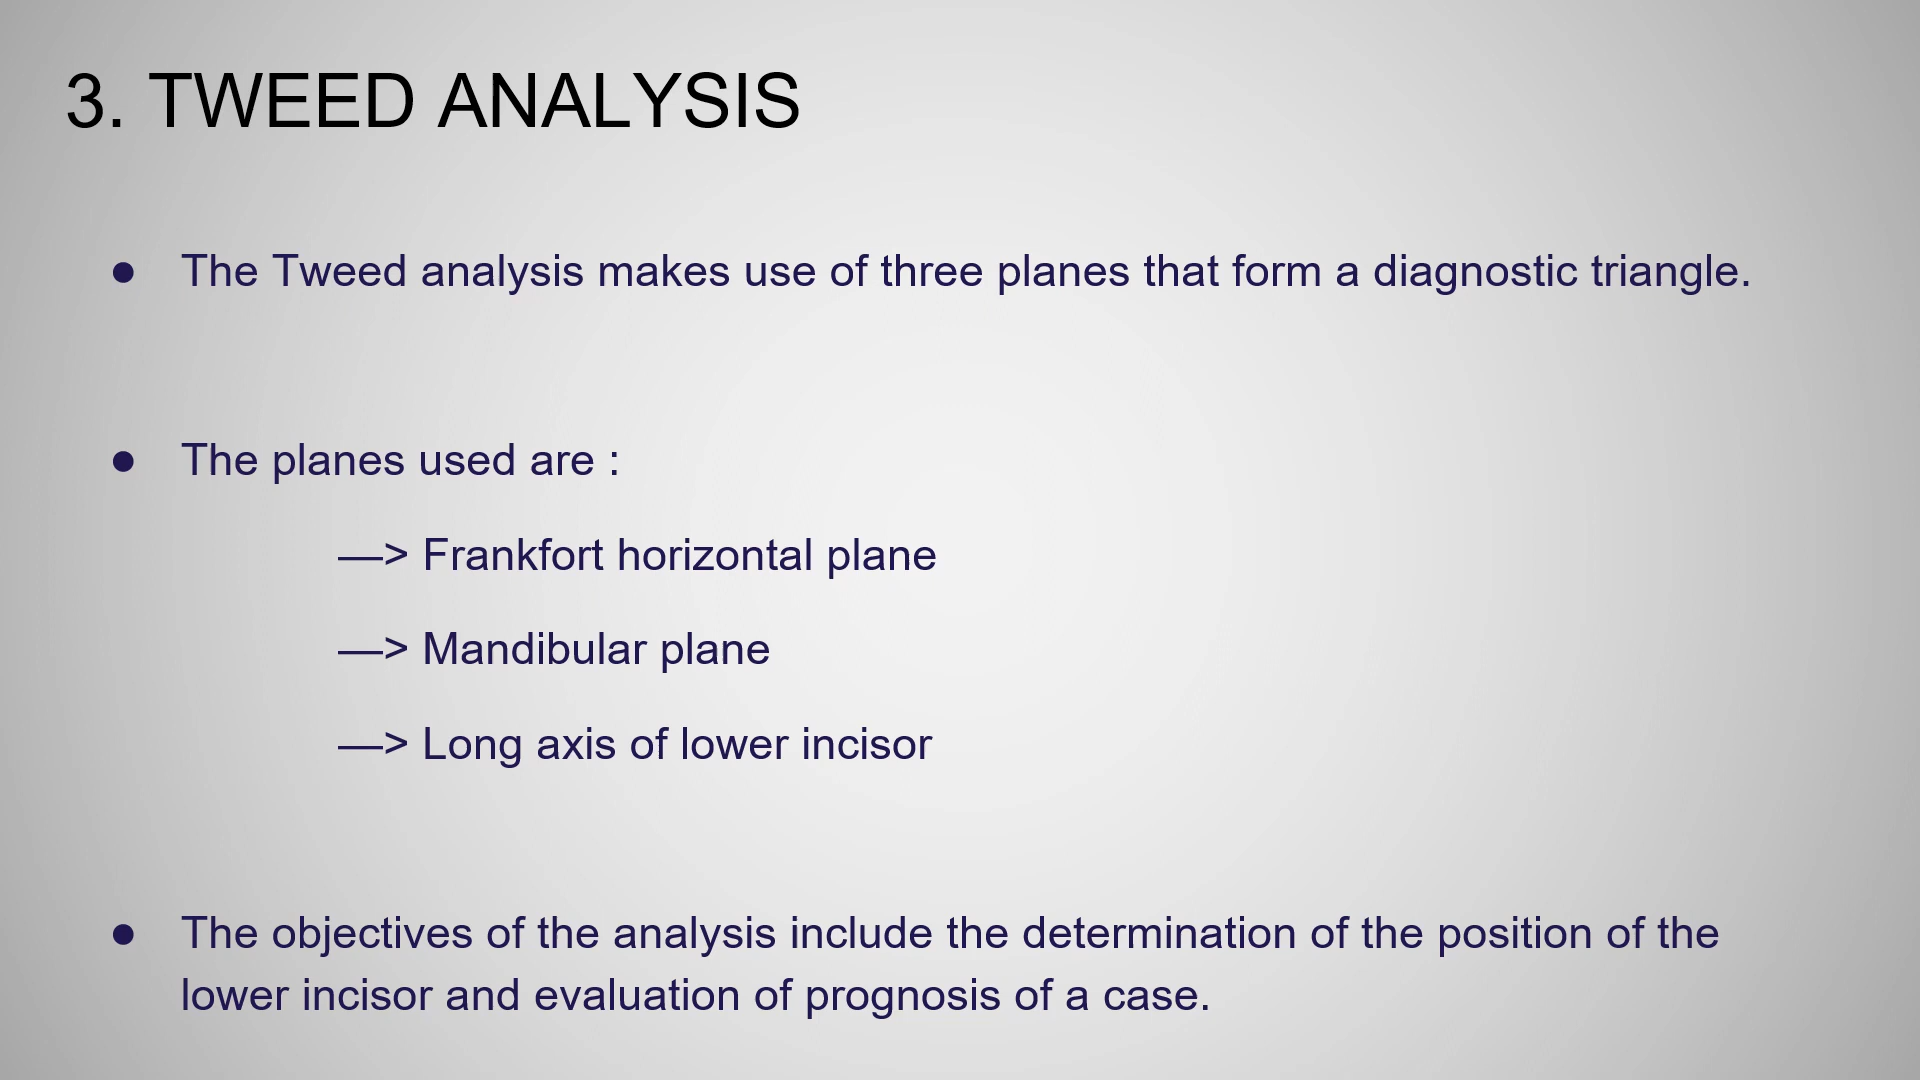 3. TWEED ANALYSIS
● The Tweed analysis makes use of three planes that form a diagnostic triangle.
● The planes used are :
—> Frankfort horizontal plane
—> Mandibular plane
—> Long axis of lower incisor
● The objectives of the analysis include the determination of the position of the
lower incisor and evaluation of prognosis of a case.